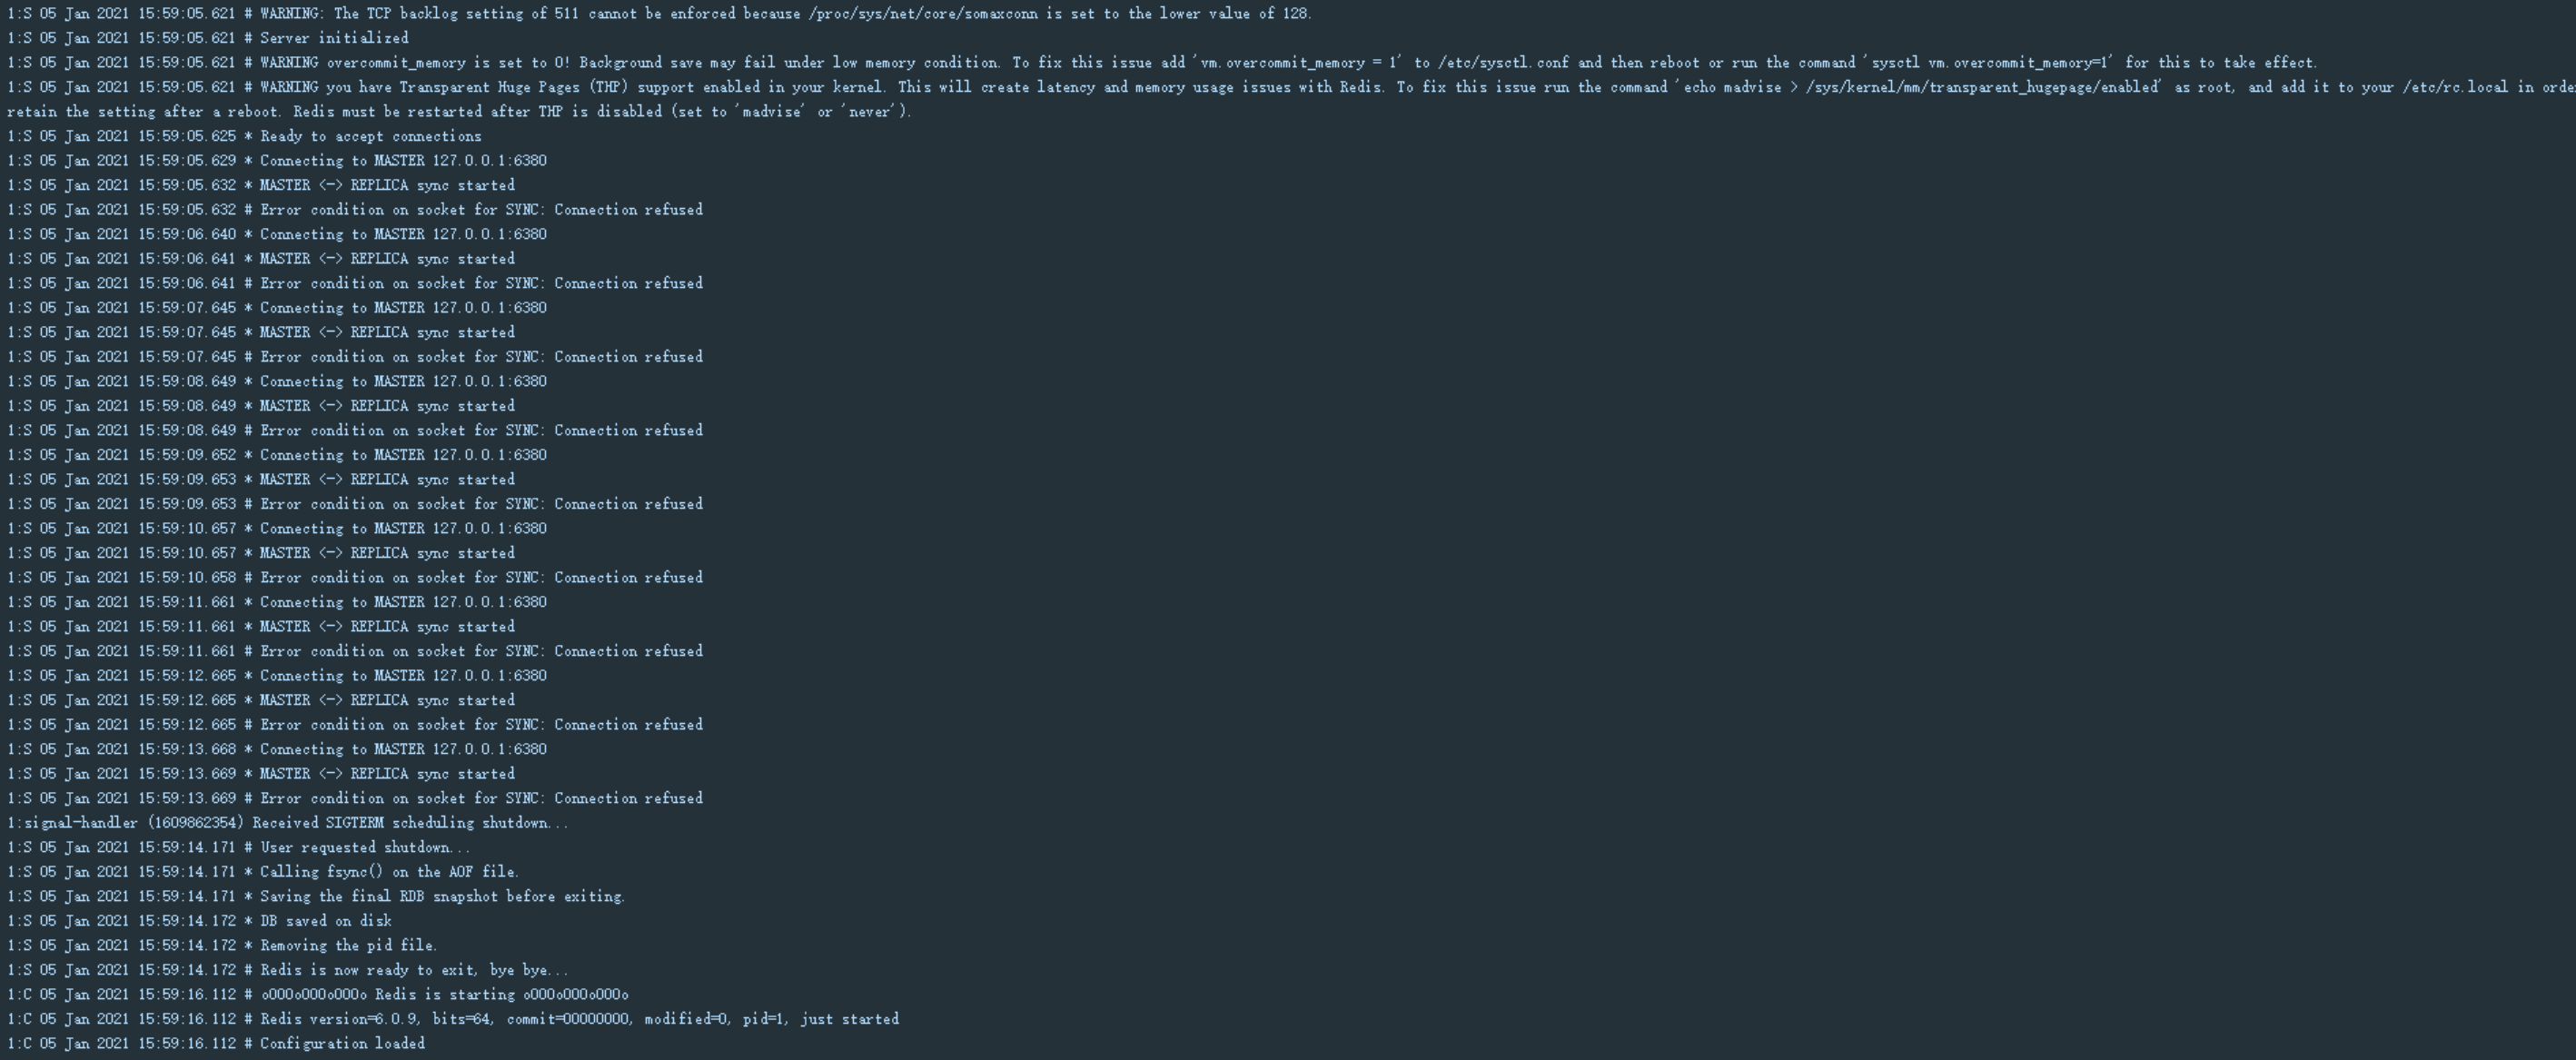 1:S 05 Jan 2021 15:59:05.621 # WARNING: The TCP backlog setting of 511 cannot be enforced because /proc/sys/net/core/somaxconn is set to the lower value of 128.
1:S 05 Jan 2021 15:59:05.621 # Server initialized
1:S 05 Jan 2021 15:59:05.621 # WARNING overcommit_memory is set to 0! Background save may fail under low memory condition. To fix this issue add 'vm.overcommit_memory = 1' to /etc/sysctl.conf and then reboot or run the command 'sysctl vm.overcommit_memory=1' for this to take effect.
1:S 05 Jan 2021 15:59:05.621 # WARNING you have Transparent Huge Pages (THP) support enabled in your kernel. This will create latency and memory usage issues with Redis. To fix this issue run the command 'echo madvise > /sys/kernel/mm/transparent_hugepage/enabled' as root, and add it to your /etc/rc.local in orde
retain the setting after a reboot. Redis must be restarted after THP is disabled (set to 'madvise' or 'never').
1:S 05 Jan 2021 15:59:05.625 * Ready to accept connections
1:S 05 Jan 2021 15:59:05.629 * Connecting to MASTER 127.0.0.1:6380
1:S 05 Jan 2021 15:59:05.632 * MASTER <-> REPLICA sync started
1:S 05 Jan 2021 15:59:05.632 # Error condition on socket for SYNC: Connection refused
1:S 05 Jan 2021 15:59:06.640 * Connecting to MASTER 127.0.0.1:6380
1:S 05 Jan 2021 15:59:06.641 * MASTER <-> REPLICA sync started
1:S 05 Jan 2021 15:59:06.641 # Error condition on socket for SYNC: Connection refused
1:S 05 Jan 2021 15:59:07.645 * Connecting to MASTER 127.0.0.1:6380
1:S 05 Jan 2021 15:59:07.645 * MASTER <-> REPLICA sync started
1:S 05 Jan 2021 15:59:07.645 # Error condition on socket for SYNC: Connection refused
1:S 05 Jan 2021 15:59:08.649 * Connecting to MASTER 127.0.0.1:6380
1:S 05 Jan 2021 15:59:08.649 * MASTER <-> REPLICA sync started
1:S 05 Jan 2021 15:59:08.649 # Error condition on socket for SYNC: Connection refused
1:S 05 Jan 2021 15:59:09.652 * Connecting to MASTER 127.0.0.1:6380
1:S 05 Jan 2021 15:59:09.653 * MASTER <-> REPLICA sync started
1:S 05 Jan 2021 15:59:09.653 # Error condition on socket for SYNC: Connection refused
1:S 05 Jan 2021 15:59:10.657 * Connecting to MASTER 127.0.0.1:6380
1:S 05 Jan 2021 15:59:10.657 * MASTER <-> REPLICA sync started
1:S 05 Jan 2021 15:59:10.658 # Error condition on socket for SYNC: Connection refused
1:S 05 Jan 2021 15:59:11.661 * Connecting to MASTER 127.0.0.1:6380
1:S 05 Jan 2021 15:59:11.661 * MASTER <-> REPLICA sync started
1:S 05 Jan 2021 15:59:11.661 # Error condition on socket for SYNC: Connection refused
1:S 05 Jan 2021 15:59:12.665 * Connecting to MASTER 127.0.0.1:6380
1:S 05 Jan 2021 15:59:12.665 * MASTER <-> REPLICA sync started
1:S 05 Jan 2021 15:59:12.665 # Error condition on socket for SYNC: Connection refused
1:S 05 Jan 2021 15:59:13.668 * Connecting to MASTER 127.0.0.1:6380
1:S 05 Jan 2021 15:59:13.669 * MASTER <-> REPLICA sync started
1:S 05 Jan 2021 15:59:13.669 # Error condition on socket for SYNC: Connection refused
1:signal-handler (1609862354) Received SIGTERM scheduling shutdown...
1:S 05 Jan 2021 15:59:14.171 # User requested shutdown...
1:S 05 Jan 2021 15:59:14.171 * Calling fsync() on the AOF file.
1:S 05 Jan 2021 15:59:14.171 * Saving the final RDB snapshot before exiting.
1:S 05 Jan 2021 15:59:14.172 * DB saved on disk
1:S 05 Jan 2021 15:59:14.172 * Removing the pid file.
1:S 05 Jan 2021 15:59:14.172 # Redis is now ready to exit, bye bye...
1:C 05 Jan 2021 15:59:16.112 # oO0OoO0OoO0Oo Redis is starting oO0OoO0OoO0Oo
1:C 05 Jan 2021 15:59:16.112 # Redis version=6.0.9, bits=64, commit=00000000, modified=0, pid=1, just started
1:C 05 Jan 2021 15:59:16.112 # Configuration loaded